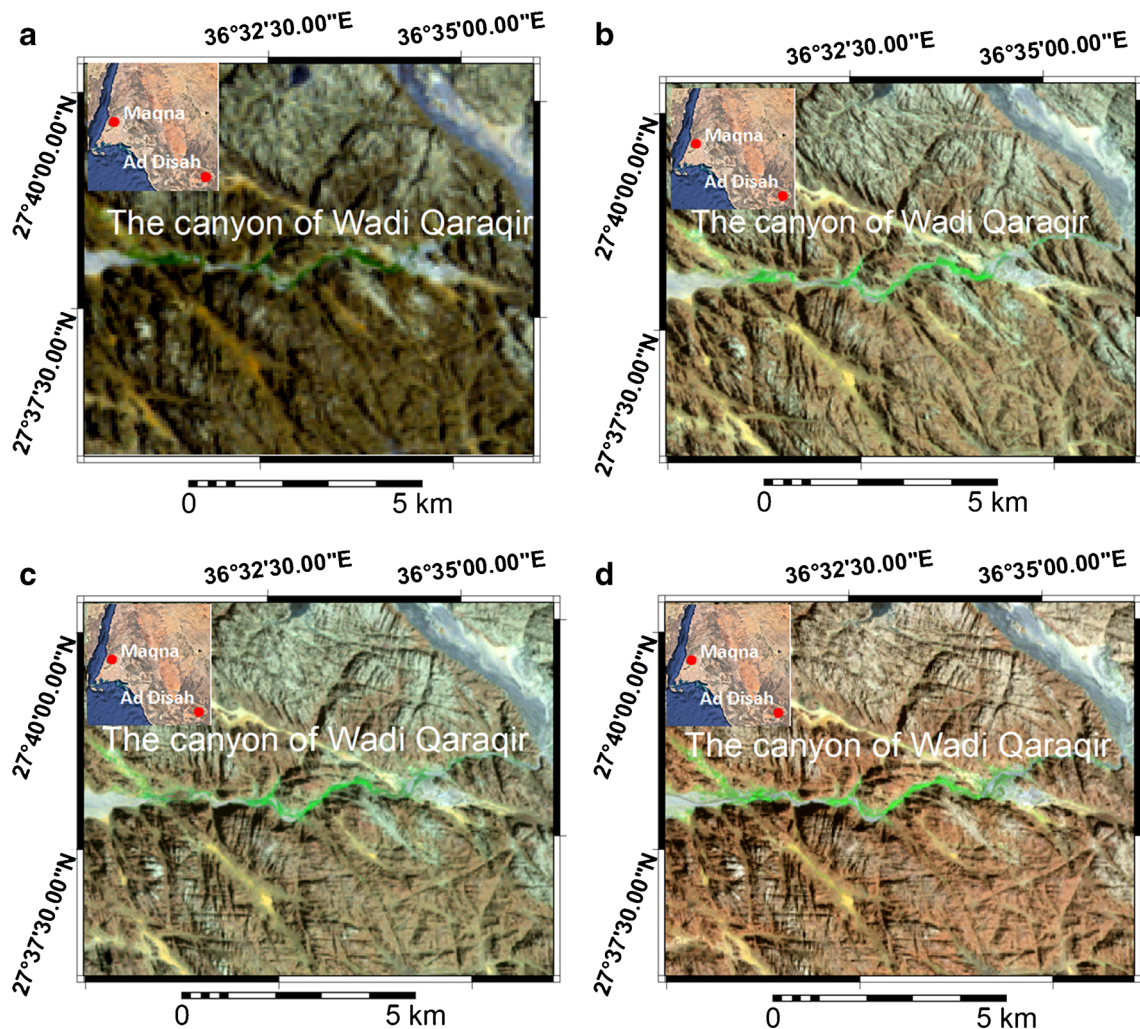 a
36°32'30.00"E 36°35'00.00"E
27°40'00.00"N
27°37'30.00"N
Maqna
Ad Disah
The canyon of Wadi Qaraqir
0 5 km
b
36°32'30.00"E 36°35'00.00"E
27°40'00.00"N
27°37'30.00"N
Maqna
Ad Disah
The canyon of Wadi Qaraqir
0 5 km
c
36°32'30.00"E 36°35'00.00"E
27°40'00.00"N
27°37'30.00"N
Maqna
Ad Disah
The canyon of Wadi Qaraqir
0 5 km
d
36°32'30.00"E 36°35'00.00"E
27°40'00.00"N
27°37'30.00"N
Maqna
Ad Disah
The canyon of Wadi Qaraqir
0 5 km